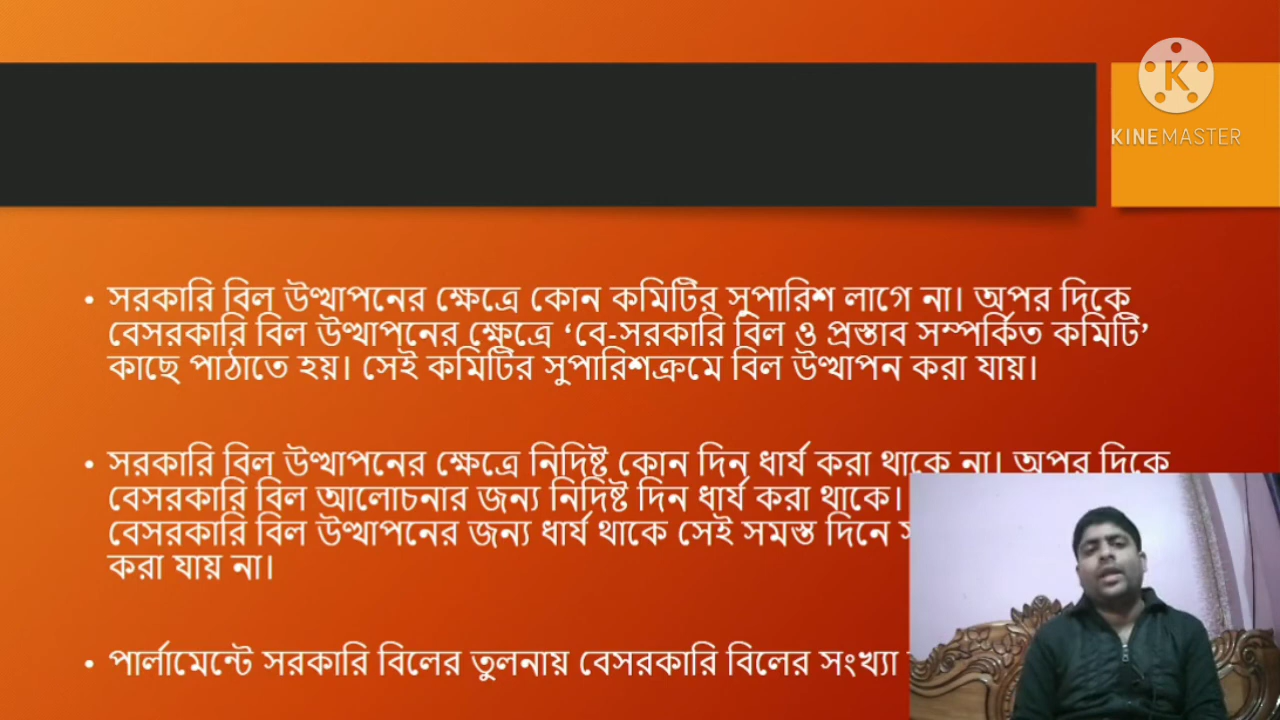 KINEMASTER
• সরকারি বিল উত্থাপনের ক্ষেত্রে কোন কমিটির সুপারিশ লাগে না। অপর দিকে
বেসরকারি বিল উত্থাপনের ক্ষেত্রে ‘বে-সরকারি বিল ও প্রস্তাব সম্পর্কিত কমিটি’
কাছে পাঠাতে হয়। সেই কমিটির সুপারিশক্রমে বিল উত্থাপন করা যায়।
• সরকারি বিল উত্থাপনের ক্ষেত্রে নিদিষ্ট কোন দিন ধার্য করা থাকে না। অপর দিকে
বেসরকারি বিল আলোচনার জন্য নিদিষ্ট দিন ধার্য করা থাকে।
বেসরকারি বিল উত্থাপনের জন্য ধার্য থাকে সেই সমস্ত দিনে
করা যায় না।
• পার্লামেন্টে সরকারি বিলের তুলনায় বেসরকারি বিলের সংখ্যা